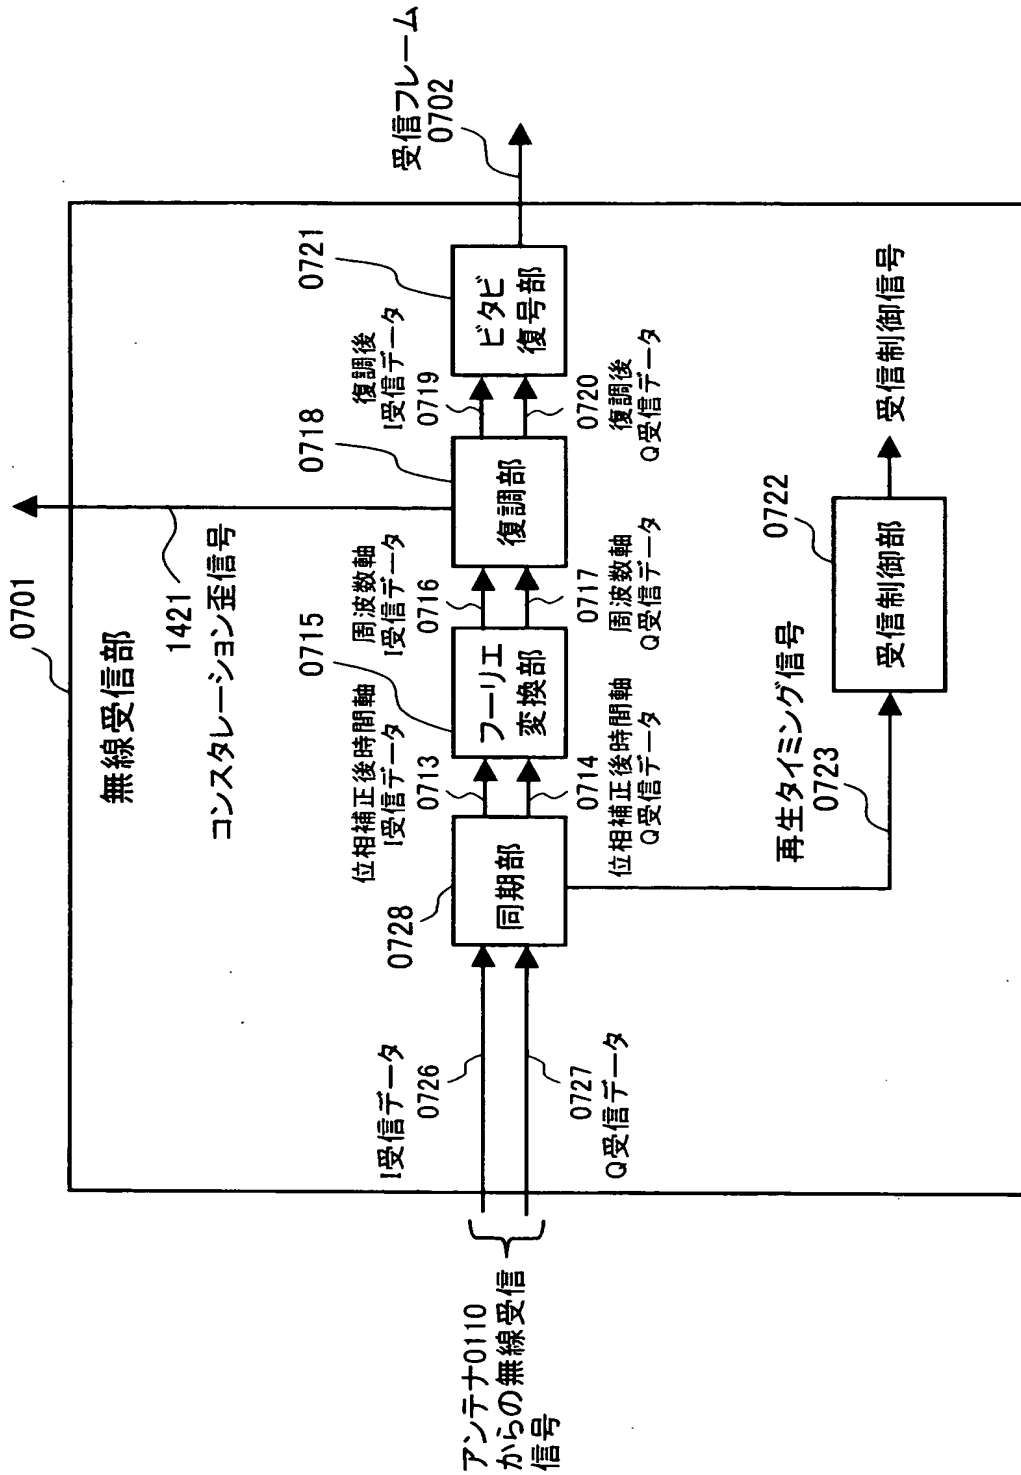 0701
無線受信部
1421
コンスタレーション歪信号
受信フレーム
0702
アンテナ0110
からの無線受信
信号
I受信データ
0726
0727
Q受信データ
0728
同期部
位相補正後時間軸
I受信データ
0713
0714
位相補正後時間軸
Q受信データ
0715
フーリエ
変換部
周波数軸
I受信データ
0716
0717
周波数軸
Q受信データ
0718
復調部
復調後
I受信データ
0719
0720
復調後
Q受信データ
0721
ビタビ
復号部
再生タイミング信号
0723
0722
受信制御部
受信制御信号